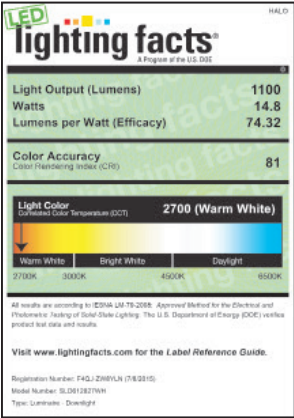 HALO
LED
lighting facts®
A Program of the U.S. DOE
Light Output (Lumens) 1100
Watts 14.8
Lumens per Watt (Efficacy) 74.32
Color Accuracy
Color Rendering Index (CRI) 81
Light Color
Correlated Color Temperature (CCT) 2700 (Warm White)
Warm White Bright White Daylight
2700K 3000K 4500K 6500K
All results are according to IESNA LM-79-2008: Approved Method for the Electrical and
Photometric Testing of Solid-State Lighting. The U.S. Department of Energy (DOE) verifies
product test data and results.
Visit www.lightingfacts.com for the Label Reference Guide.
Registration Number: (7/8/2015)
Model Number:
Type: Luminaire - Downlight